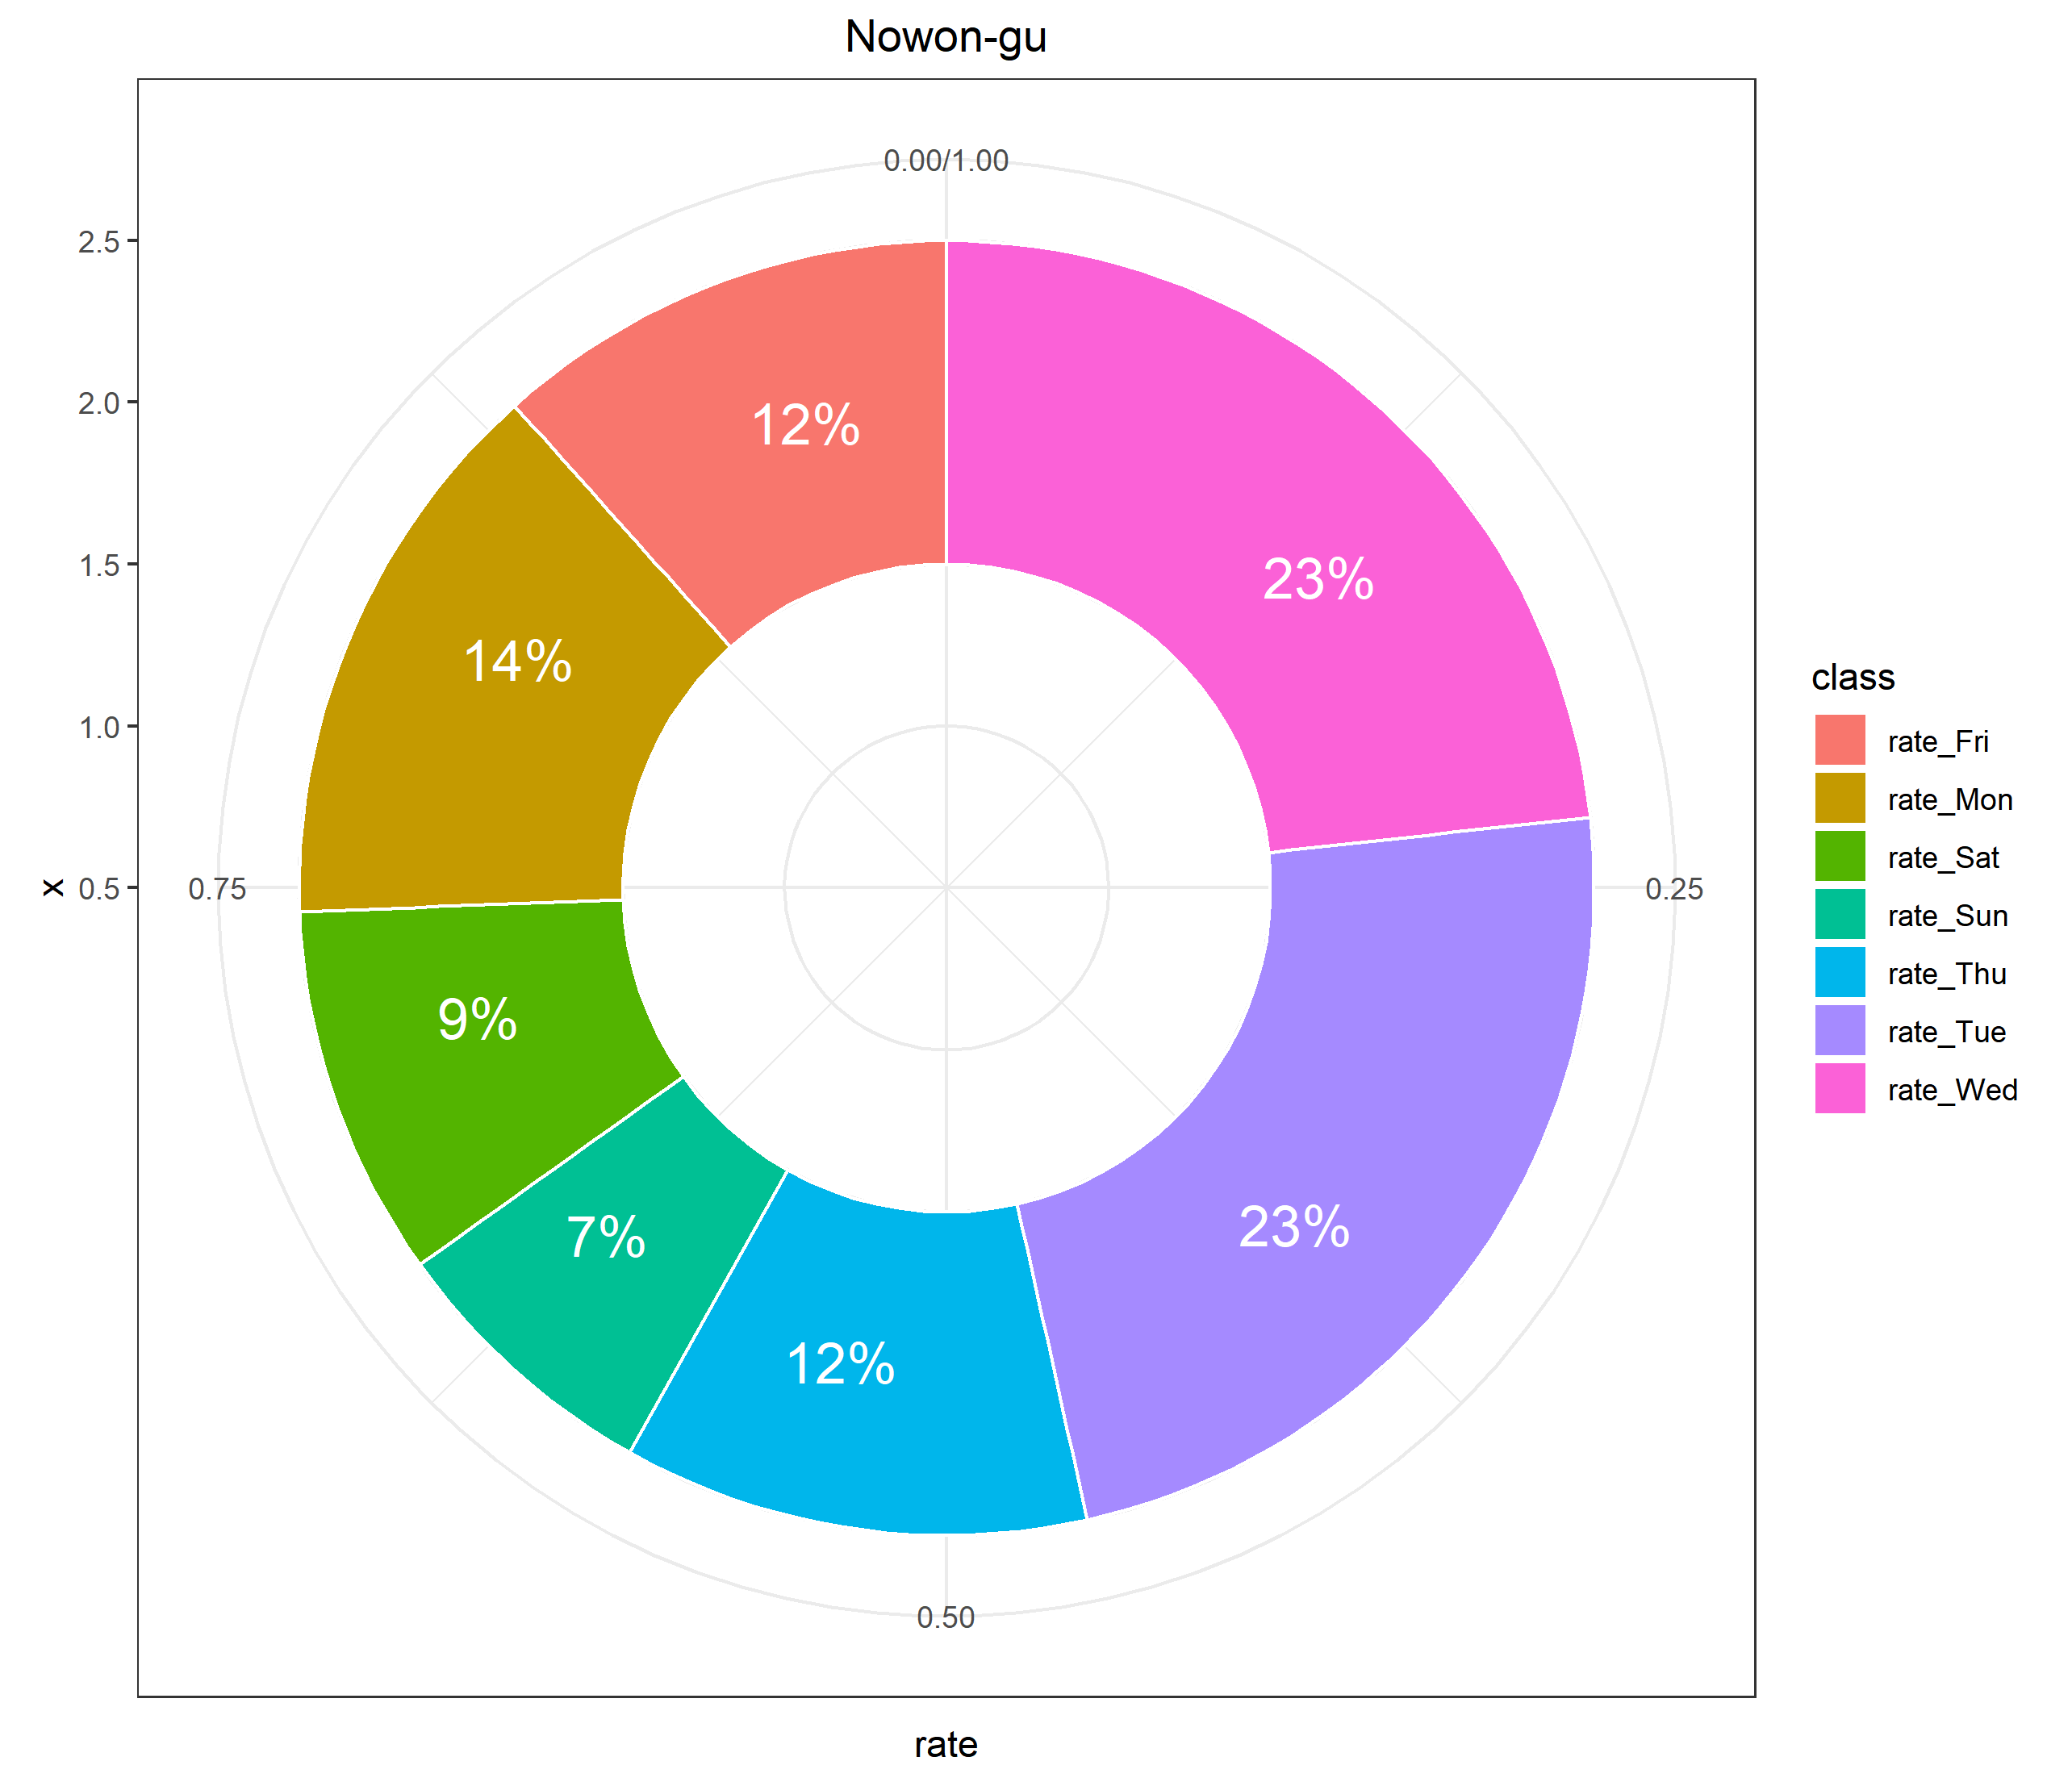 Nowon-gu
0.00/1.00
2.5
2.0
12%
1.5
23%
14%
class
rate_Fri
1.0
rate_Mon
rate_Sat
x
0.5
0.75
0.25
rate_Sun
rate_Thu
9%
rate_Tue
rate_Wed
23%
7%
12%
0.50
rate